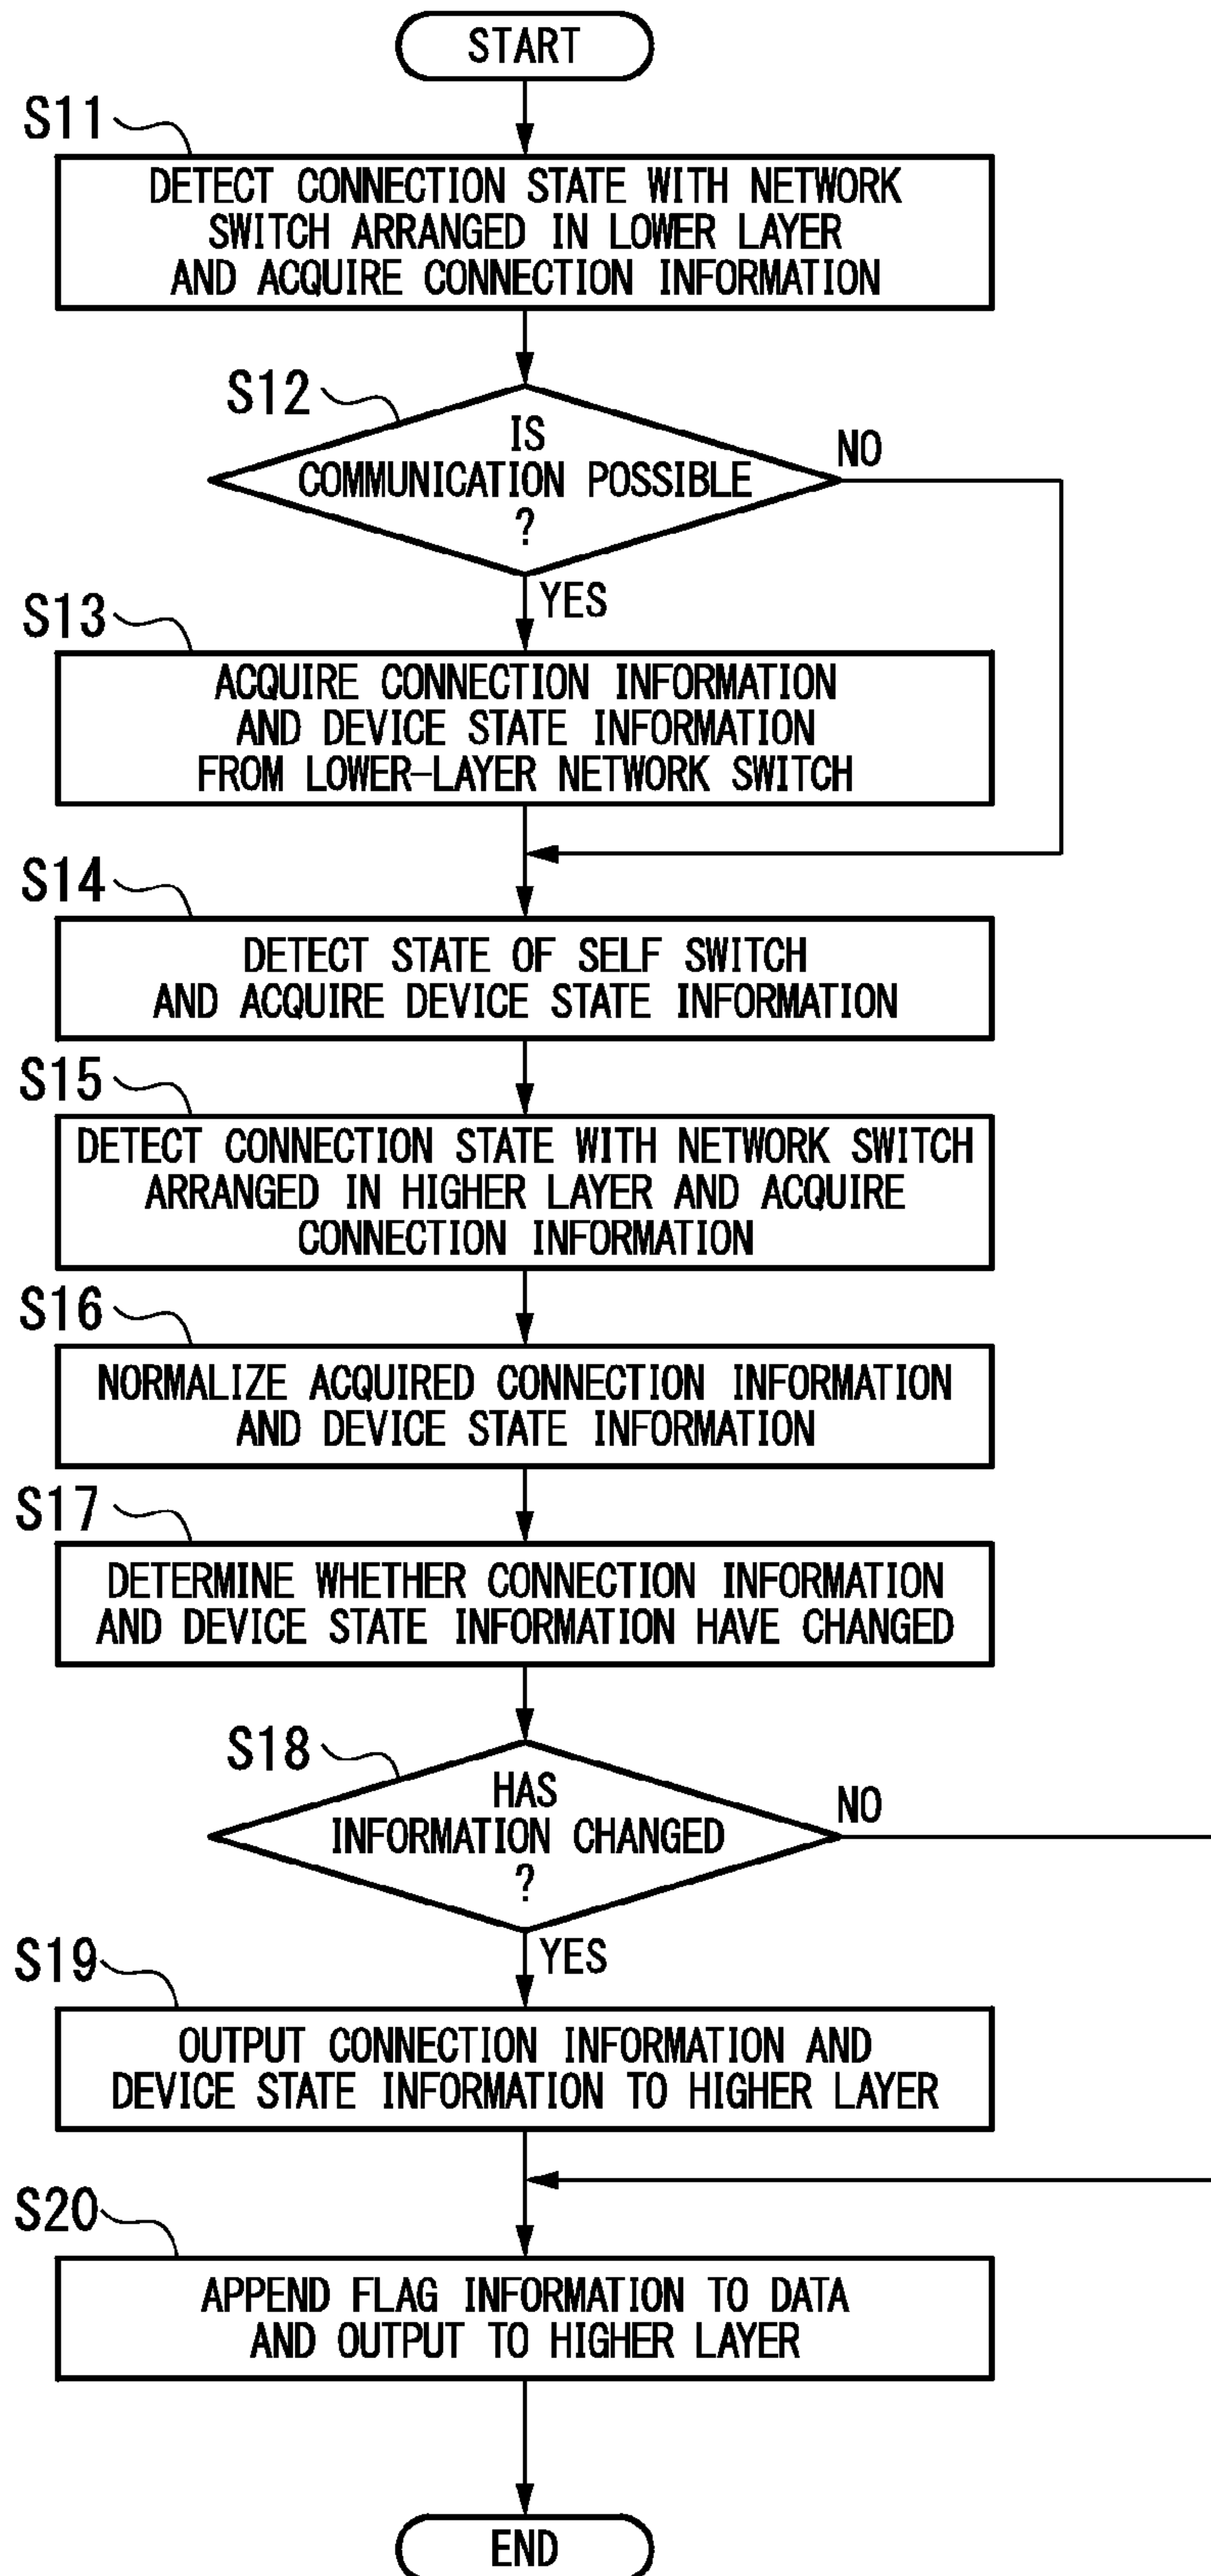 START
S11
DETECT CONNECTION STATE WITH NETWORK
SWITCH ARRANGED IN LOWER LAYER
AND ACQUIRE CONNECTION INFORMATION
S12
IS
COMMUNICATION POSSIBLE
?
NO
YES
S13
ACQUIRE CONNECTION INFORMATION
AND DEVICE STATE INFORMATION
FROM LOWER-LAYER NETWORK SWITCH
S14
DETECT STATE OF SELF SWITCH
AND ACQUIRE DEVICE STATE INFORMATION
S15
DETECT CONNECTION STATE WITH NETWORK SWITCH
ARRANGED IN HIGHER LAYER AND ACQUIRE
CONNECTION INFORMATION
S16
NORMALIZE ACQUIRED CONNECTION INFORMATION
AND DEVICE STATE INFORMATION
S17
DETERMINE WHETHER CONNECTION INFORMATION
AND DEVICE STATE INFORMATION HAVE CHANGED
S18
HAS
INFORMATION CHANGED
?
NO
YES
S19
OUTPUT CONNECTION INFORMATION AND
DEVICE STATE INFORMATION TO HIGHER LAYER
S20
APPEND FLAG INFORMATION TO DATA
AND OUTPUT TO HIGHER LAYER
END